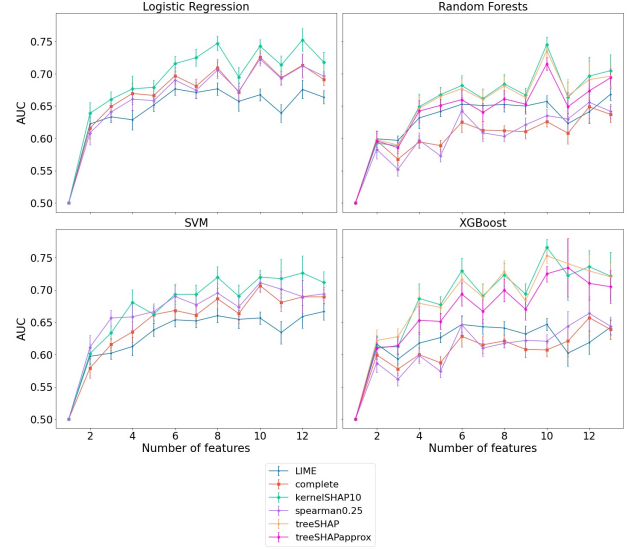 Logistic Regression
Random Forests
0.75
0.70
0.65
0.60
0.55
0.50
AUC
SVM
XGBoost
0.75
0.70
0.65
0.60
0.55
0.50
AUC
2 4 6 8 10 12
2 4 6 8 10 12
Number of features
Number of features
LIME
complete
kernelSHAP10
spearman0.25
treeSHAP
treeSHAPapprox